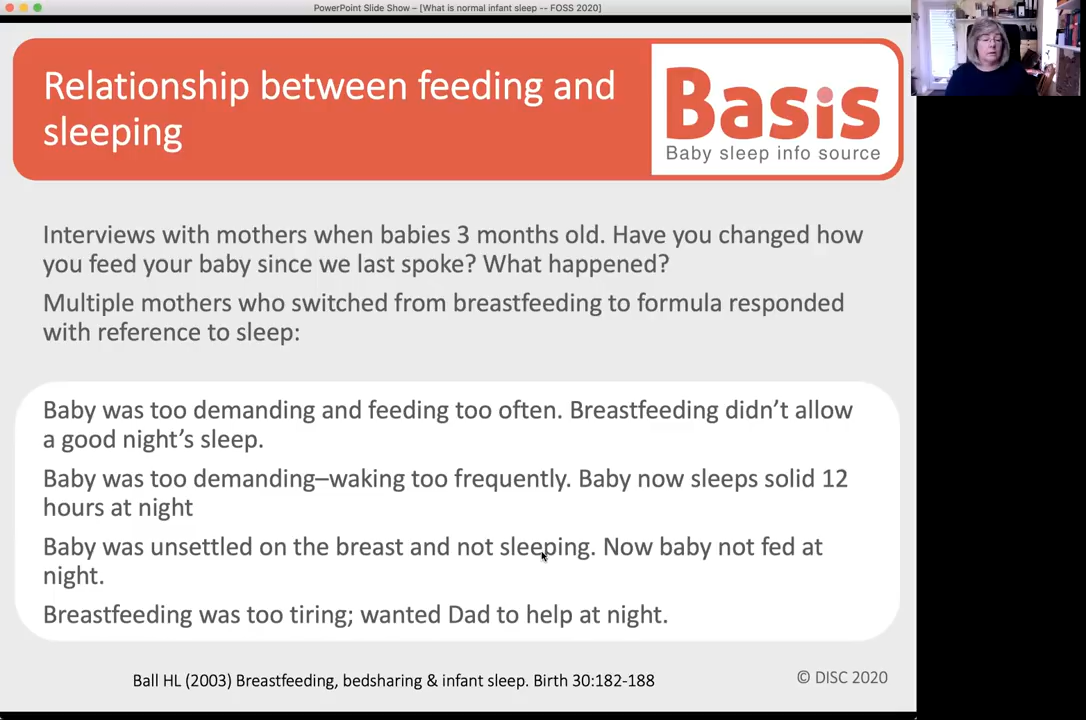 PowerPoint Slide Show – [What is normal infant sleep -- FOSS 2020]
Relationship between feeding and
sleeping
Basis
Baby sleep info source
Interviews with mothers when babies 3 months old. Have you changed how
you feed your baby since we last spoke? What happened?
Multiple mothers who switched from breastfeeding to formula responded
with reference to sleep:
Baby was too demanding and feeding too often. Breastfeeding didn’t allow
a good night’s sleep.
Baby was too demanding–waking too frequently. Baby now sleeps solid 12
hours at night
Baby was unsettled on the breast and not sleeping. Now baby not fed at
night.
Breastfeeding was too tiring; wanted Dad to help at night.
Ball HL (2003) Breastfeeding, bedsharing & infant sleep. Birth 30:182-188
© DISC 2020